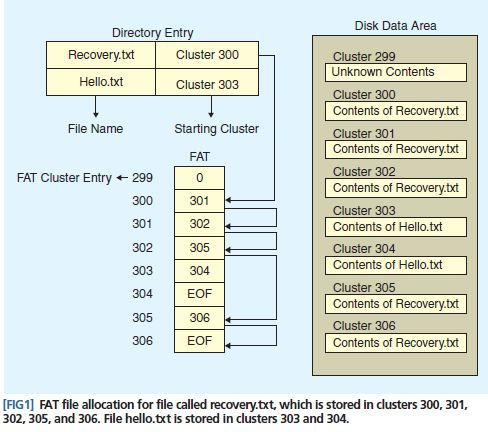 Directory Entry
Recovery.txt Cluster 300
Hello.txt Cluster 303
File Name Starting Cluster
FAT
FAT Cluster Entry 299 0
300 301
301 302
302 305
303 304
304 EOF
305 306
306 EOF
Disk Data Area
Cluster 299
Unknown Contents
Cluster 300
Contents of Recovery.txt
Cluster 301
Contents of Recovery.txt
Cluster 302
Contents of Recovery.txt
Cluster 303
Contents of Hello.txt
Cluster 304
Contents of Hello.txt
Cluster 305
Contents of Recovery.txt
Cluster 306
Contents of Recovery.txt
[FIG1] FAT file allocation for file called recovery.txt, which is stored in clusters 300, 301,
302, 305, and 306. File hello.txt is stored in clusters 303 and 304.